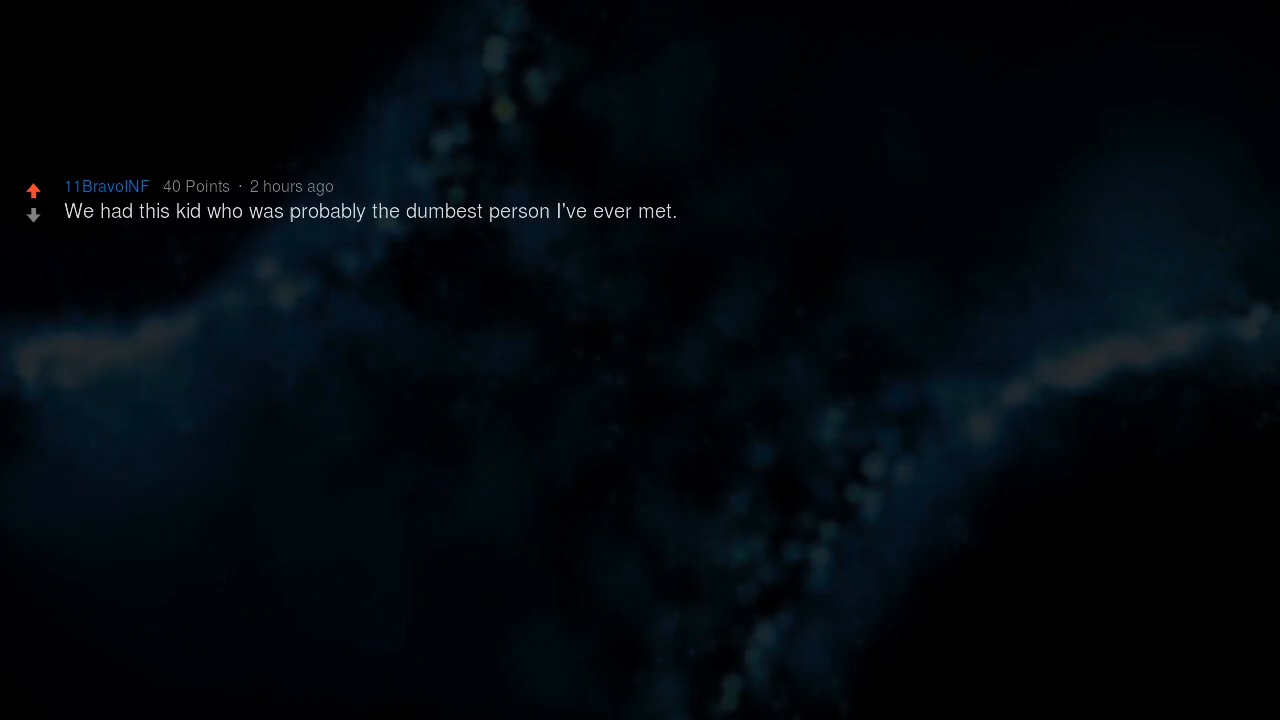 11BravoINF 40 Points · 2 hours ago
We had this kid who was probably the dumbest person I've ever met.